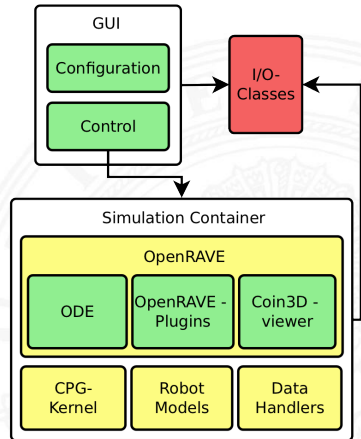 GUI
Configuration
Control
I/O-
Classes
Simulation Container
OpenRAVE
ODE
OpenRAVE -
Plugins
Coin3D -
viewer
CPG-
Kernel
Robot
Models
Data
Handlers